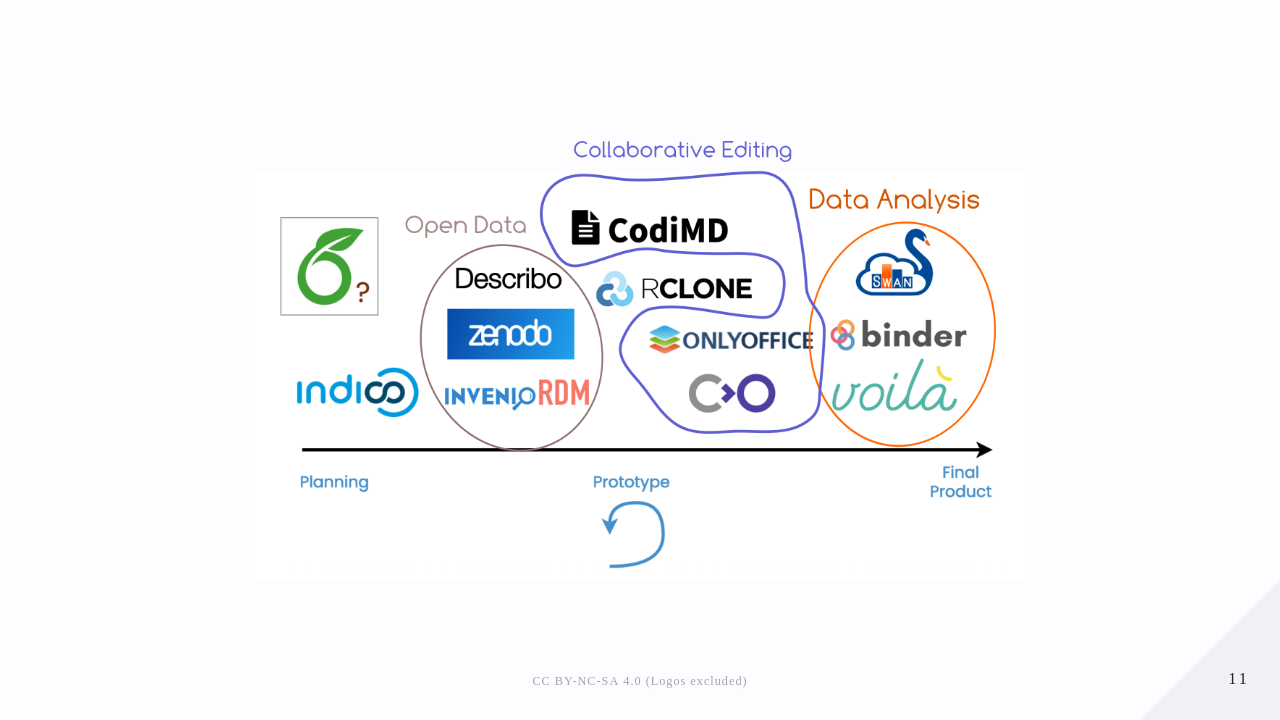 Collaborative Editing
Data Analysis
Open Data
CodiMD
?
Describo
RCLONE
SWAN
zenodo
ONLYOFFICE
binder
indico
INVENIO RDM
voilà
Planning
Prototype
Final
Product
CC BY-NC-SA 4.0 (Logos excluded)
11